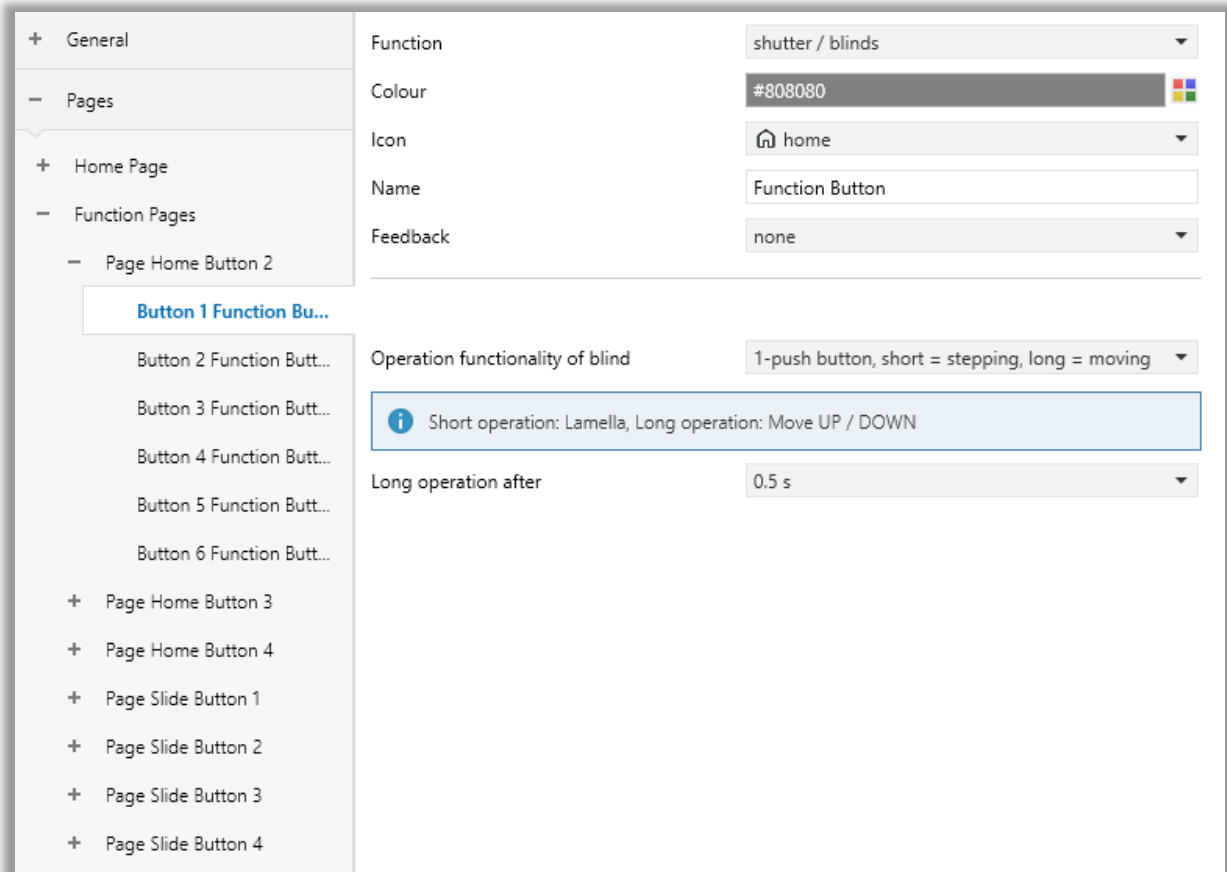 General
Pages
Home Page
Function Pages
Page Home Button 2
Button 1 Function Bu...
Button 2 Function Butt...
Button 3 Function Butt...
Button 4 Function Butt...
Button 5 Function Butt...
Button 6 Function Butt...
Page Home Button 3
Page Home Button 4
Page Slide Button 1
Page Slide Button 2
Page Slide Button 3
Page Slide Button 4
Function shutter / blinds
Colour #808080
Icon home
Name Function Button
Feedback none
Operation functionality of blind 1-push button, short = stepping, long = moving
Short operation: Lamella, Long operation: Move UP / DOWN
Long operation after 0.5 s